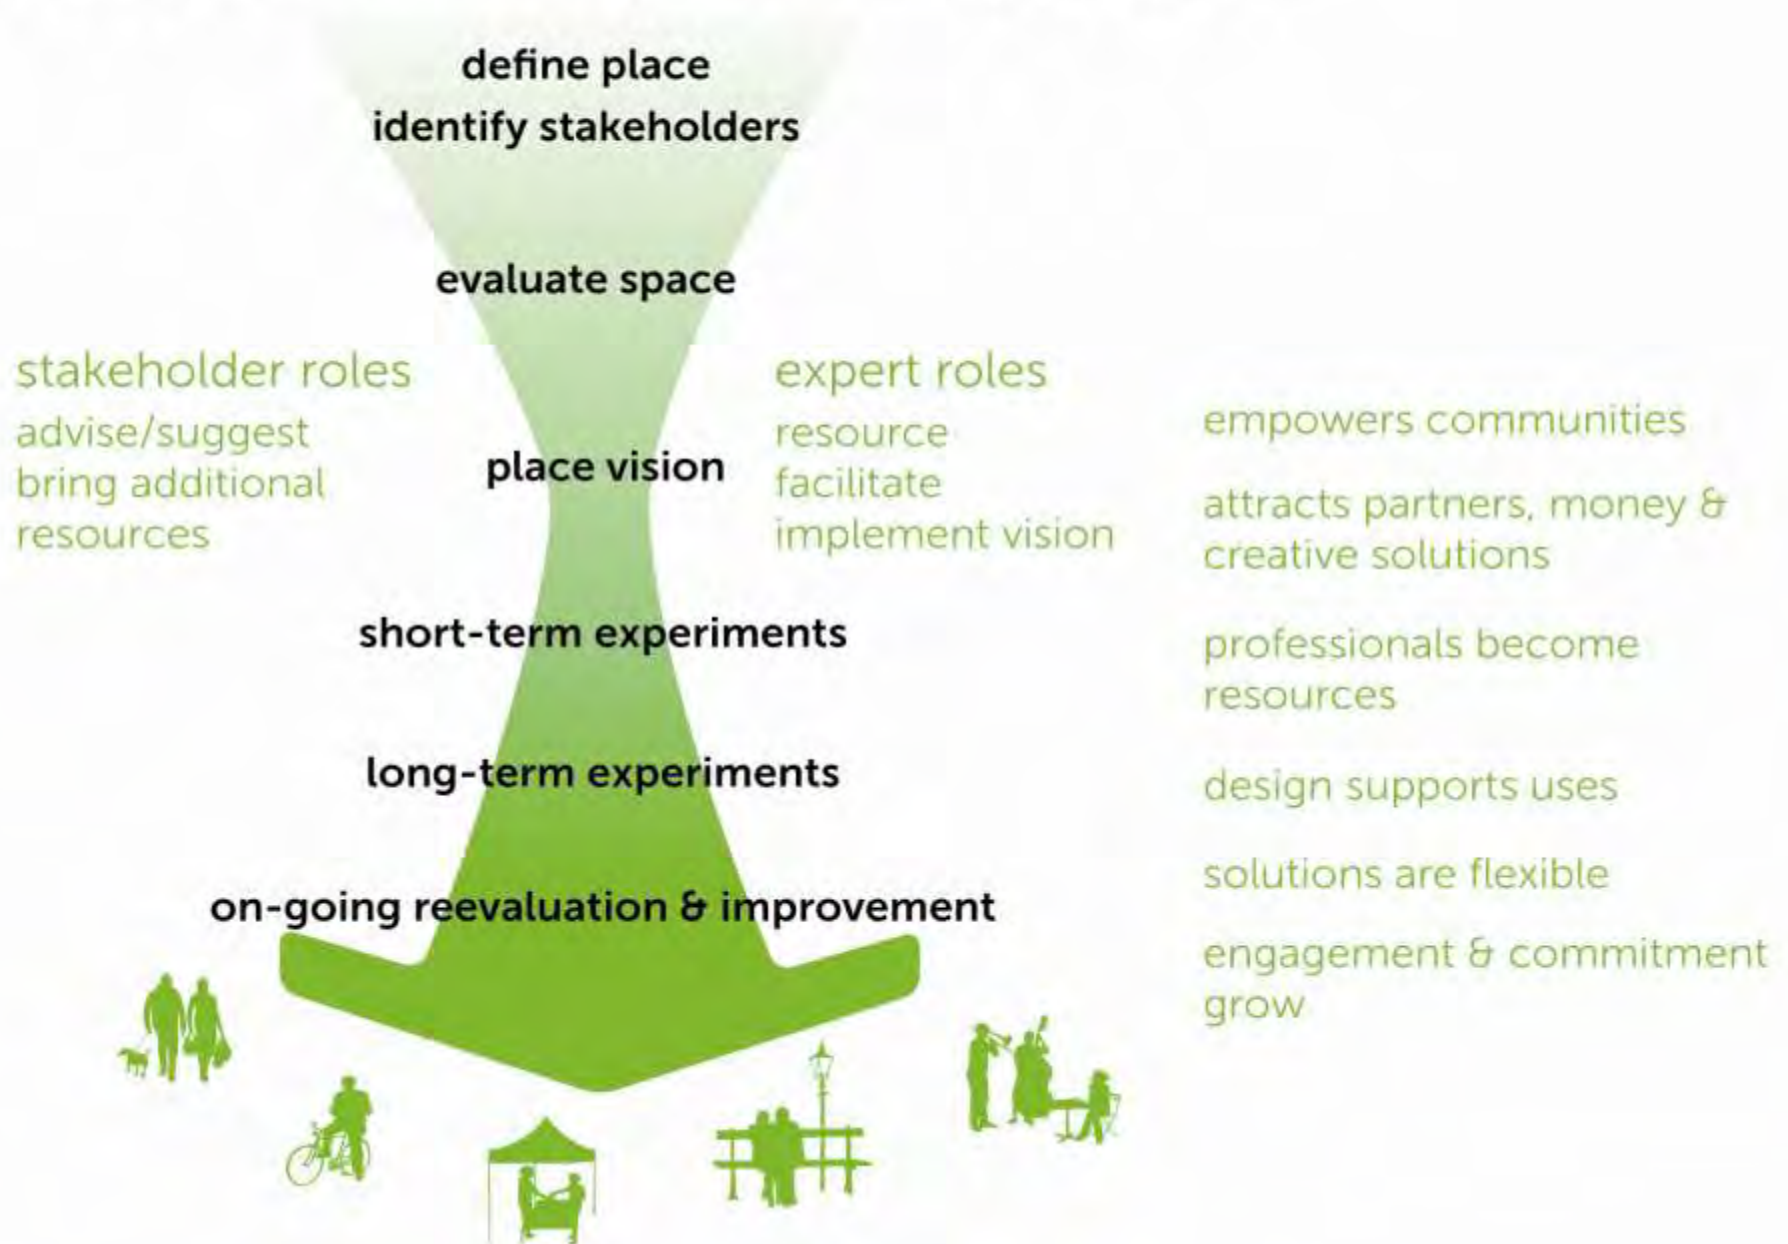 define place
identify stakeholders
evaluate space
stakeholder roles
advise/suggest
bring additional
resources
place vision
expert roles
resource
facilitate
implement vision
short-term experiments
long-term experiments
on-going reevaluation & improvement
empowers communities
attracts partners, money &
creative solutions
professionals become
resources
design supports uses
solutions are flexible
engagement & commitment
grow